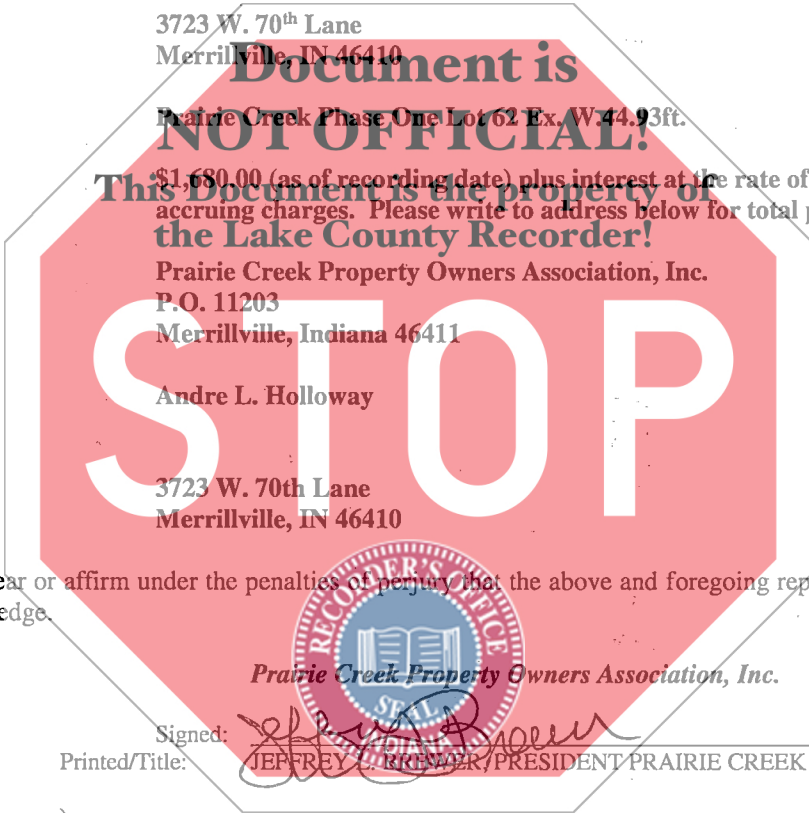 3723 W. 70th Lane
Merrillville, IN 46410
Document is
Prairie Creek Phase One Lot 62 Ex. W.44.93ft.
NOT OFFICIAL!
$1,680.00 (as of recording date) plus interest at the rate of
This Document is the property of
accruing charges. Please write to address below for total p
the Lake County Recorder!
Prairie Creek Property Owners Association, Inc.
P.O. 11203
Merrillville, Indiana 46411
STOP
Andre L. Holloway
3723 W. 70th Lane
Merrillville, IN 46410
ear or affirm under the penalties of perjury that the above and foregoing rep
edge.
RECORDER'S OFFICE
SEAL
INDIANA
Prairie Creek Property Owners Association, Inc.
Signed:
Printed/Title: JEFFREY L. BREWER, PRESIDENT PRAIRIE CREEK